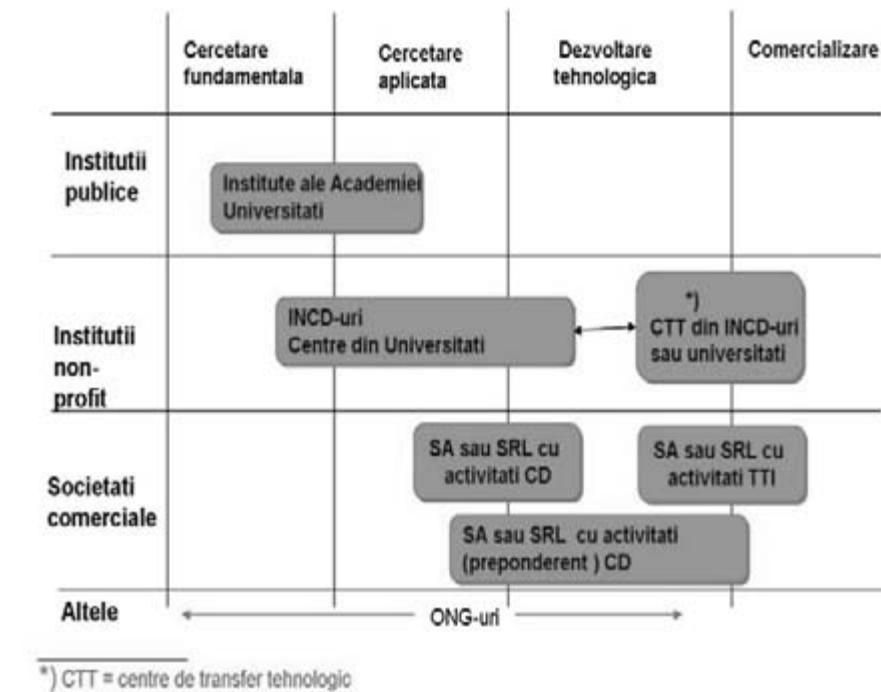 Cercetare
fundamentala
Cercetare
aplicata
Dezvoltare
tehnologica
Comercializare
Institutii
publice
Institute ale Academiei
Universitati
Institutii
non-
profit
INCD-uri
Centre din Universitati
*)
CTT din INCD-uri
sau universitati
Societati
comerciale
SA sau SRL cu
activitati CD
SA sau SRL cu
activitati TTI
SA sau SRL cu activitati
(preponderent ) CD
Altele
ONG-uri
*) CTT = centre de transfer tehnologic